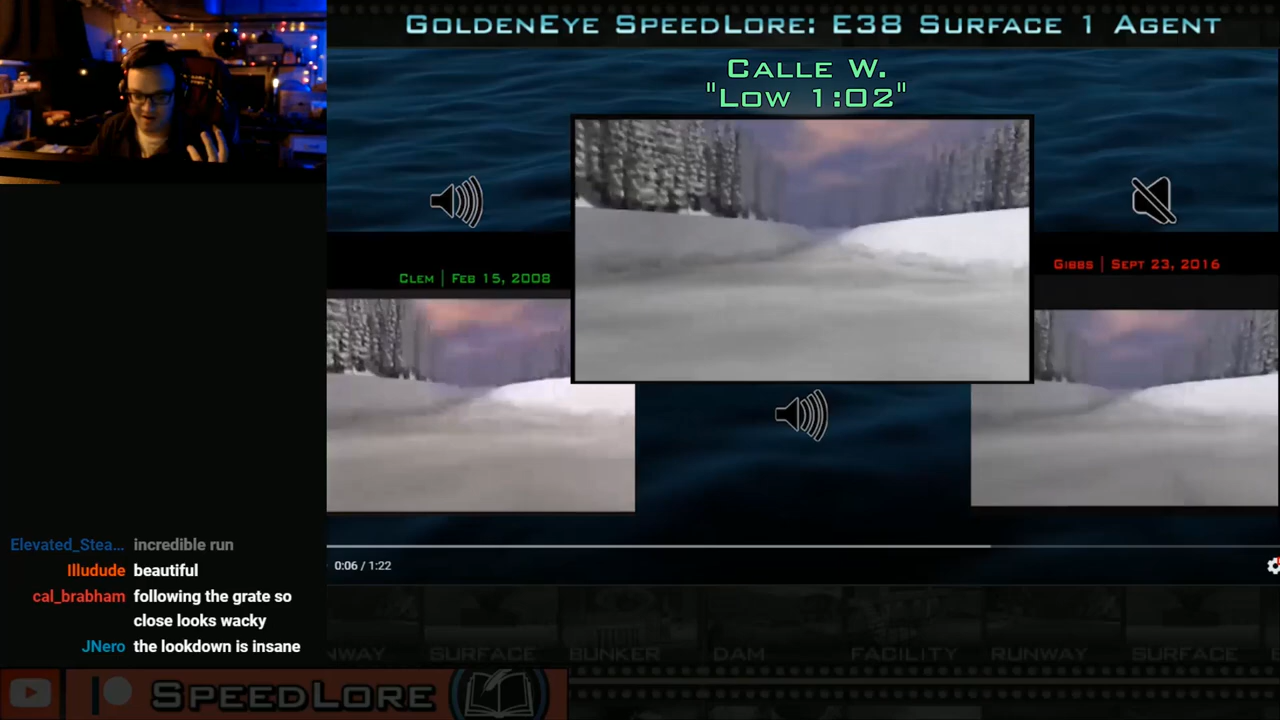 GoldenEye SpeedLore: E38 Surface 1 Agent
Calle W.
"Low 1:02"
Gibbs | Sept 23, 2016
Clem | Feb 15, 2008
Elevated_Stea... incredible run
Illudude beautiful
cal_brabham following the grate so
close looks wacky
JNero the lookdown is insane
0:06 / 1:22
NWAY SURFACE BUNKER DAM FACILITY RUNWAY SURFACE
SpeedLore